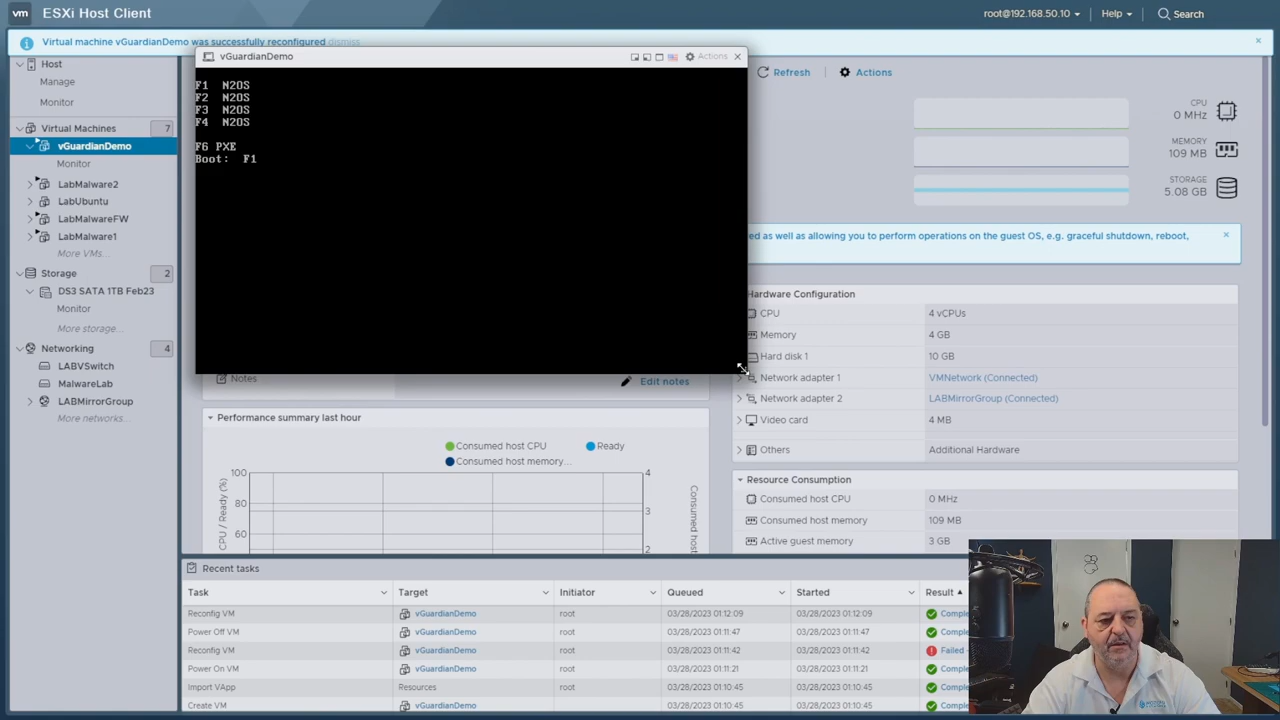 vm ESXi Host Client
root@192.168.50.10
Help
Search
Virtual machine vGuardianDemo was successfully reconfigured dismiss
Host
Manage
Monitor
Virtual Machines 7
vGuardianDemo
Monitor
LabMalware2
LabUbuntu
LabMalwareFW
LabMalware1
More VMs...
Storage 2
DS3 SATA 1TB Feb23
Monitor
More storage...
Networking 4
LABVSwitch
MalwareLab
LABMirrorGroup
More networks...
vGuardianDemo
Actions
F1 N2OS
F2 N2OS
F3 N2OS
F4 N2OS
F6 PXE
Boot: F1
Refresh
Actions
CPU
0 MHz
MEMORY
109 MB
STORAGE
5.08 GB
ed as well as allowing you to perform operations on the guest OS, e.g. graceful shutdown, reboot,
Notes
Edit notes
Performance summary last hour
Consumed host CPU
Ready
Consumed host memory...
100
80
60
CPU / Ready (%)
4
3
2
Consumed host
Hardware Configuration
CPU 4 vCPUs
Memory 4 GB
Hard disk 1 10 GB
Network adapter 1 VMNetwork (Connected)
Network adapter 2 LABMirrorGroup (Connected)
Video card 4 MB
Others Additional Hardware
Resource Consumption
Consumed host CPU 0 MHz
Consumed host memory 109 MB
Active guest memory 3 GB
Recent tasks
Task Target Initiator Queued Started Result
Reconfig VM vGuardianDemo root 03/28/2023 01:12:09 03/28/2023 01:12:09 Comple
Power Off VM vGuardianDemo root 03/28/2023 01:11:47 03/28/2023 01:11:47 Comple
Reconfig VM vGuardianDemo root 03/28/2023 01:11:42 03/28/2023 01:11:42 Failed
Power On VM vGuardianDemo root 03/28/2023 01:11:21 03/28/2023 01:11:21 Comple
Import VApp Resources root 03/28/2023 01:10:45 03/28/2023 01:10:45 Comple
Create VM vGuardianDemo root 03/28/2023 01:10:45 03/28/2023 01:10:45 Comple